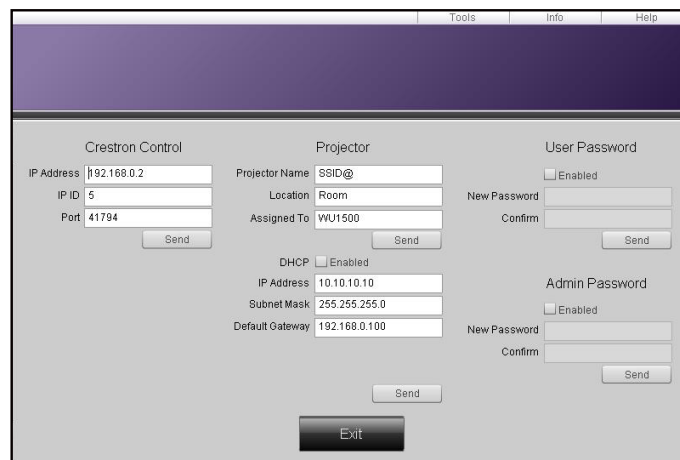 Tools Info Help
Crestron Control
IP Address 192.168.0.2
IP ID 5
Port 41794
Send
Projector
Projector Name SSID@
Location Room
Assigned To WU1500
Send
DHCP Enabled
IP Address 10.10.10.10
Subnet Mask 255.255.255.0
Default Gateway 192.168.0.100
Send
User Password
Enabled
New Password
Confirm
Send
Admin Password
Enabled
New Password
Confirm
Send
Exit